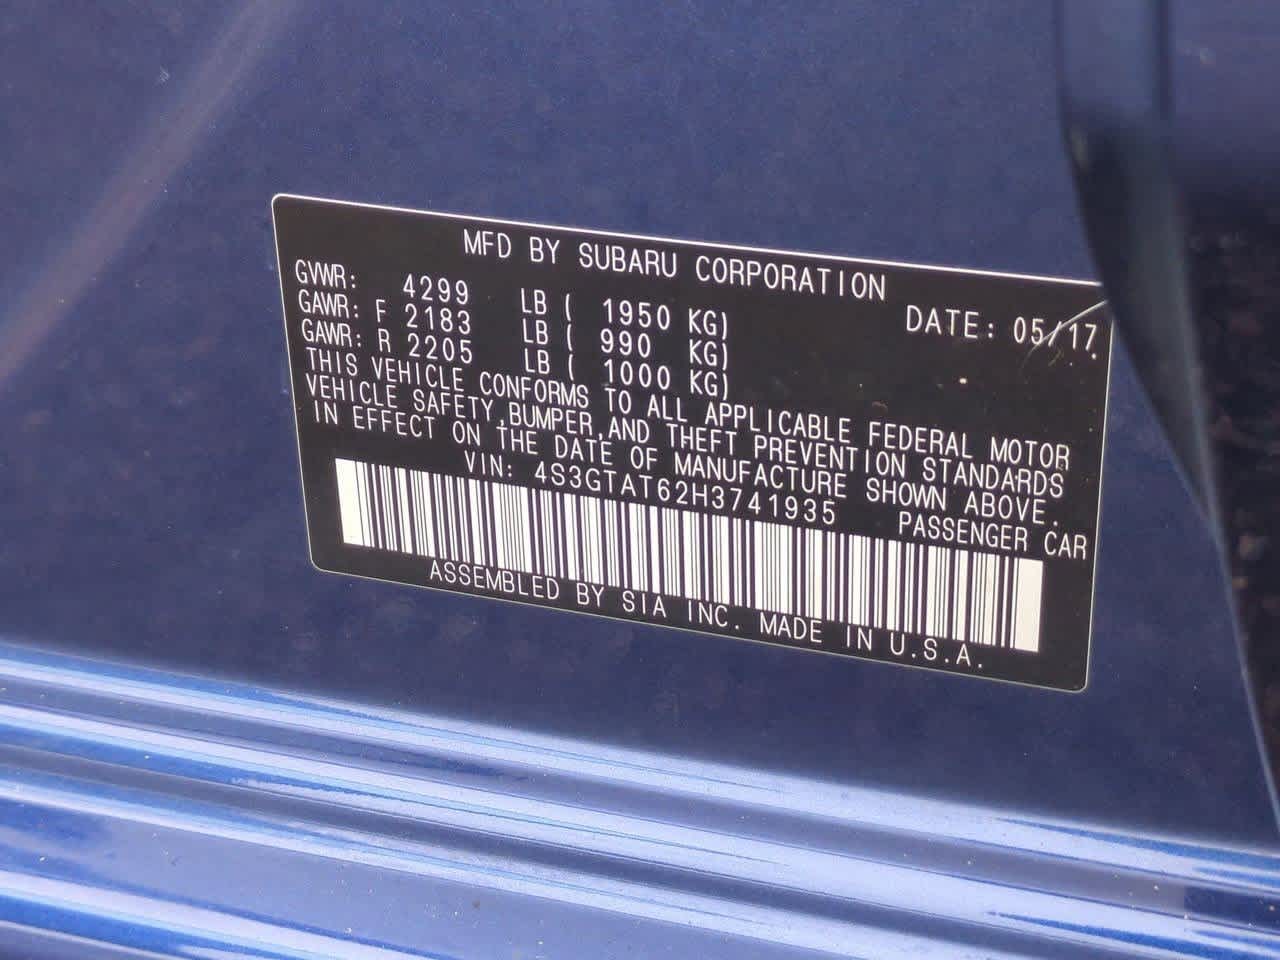 MFD BY SUBARU CORPORATION
GVWR: 4299 LB ( 1950 KG) DATE: 05/17
GAWR: F 2183 LB ( 990 KG)
GAWR: R 2205 LB ( 1000 KG)
THIS VEHICLE CONFORMS TO ALL APPLICABLE FEDERAL MOTOR
VEHICLE SAFETY,BUMPER,AND THEFT PREVENTION STANDARDS
IN EFFECT ON THE DATE OF MANUFACTURE SHOWN ABOVE.
VIN: 4S3GTAT62H3741935 PASSENGER CAR
ASSEMBLED BY SIA INC. MADE IN U.S.A.